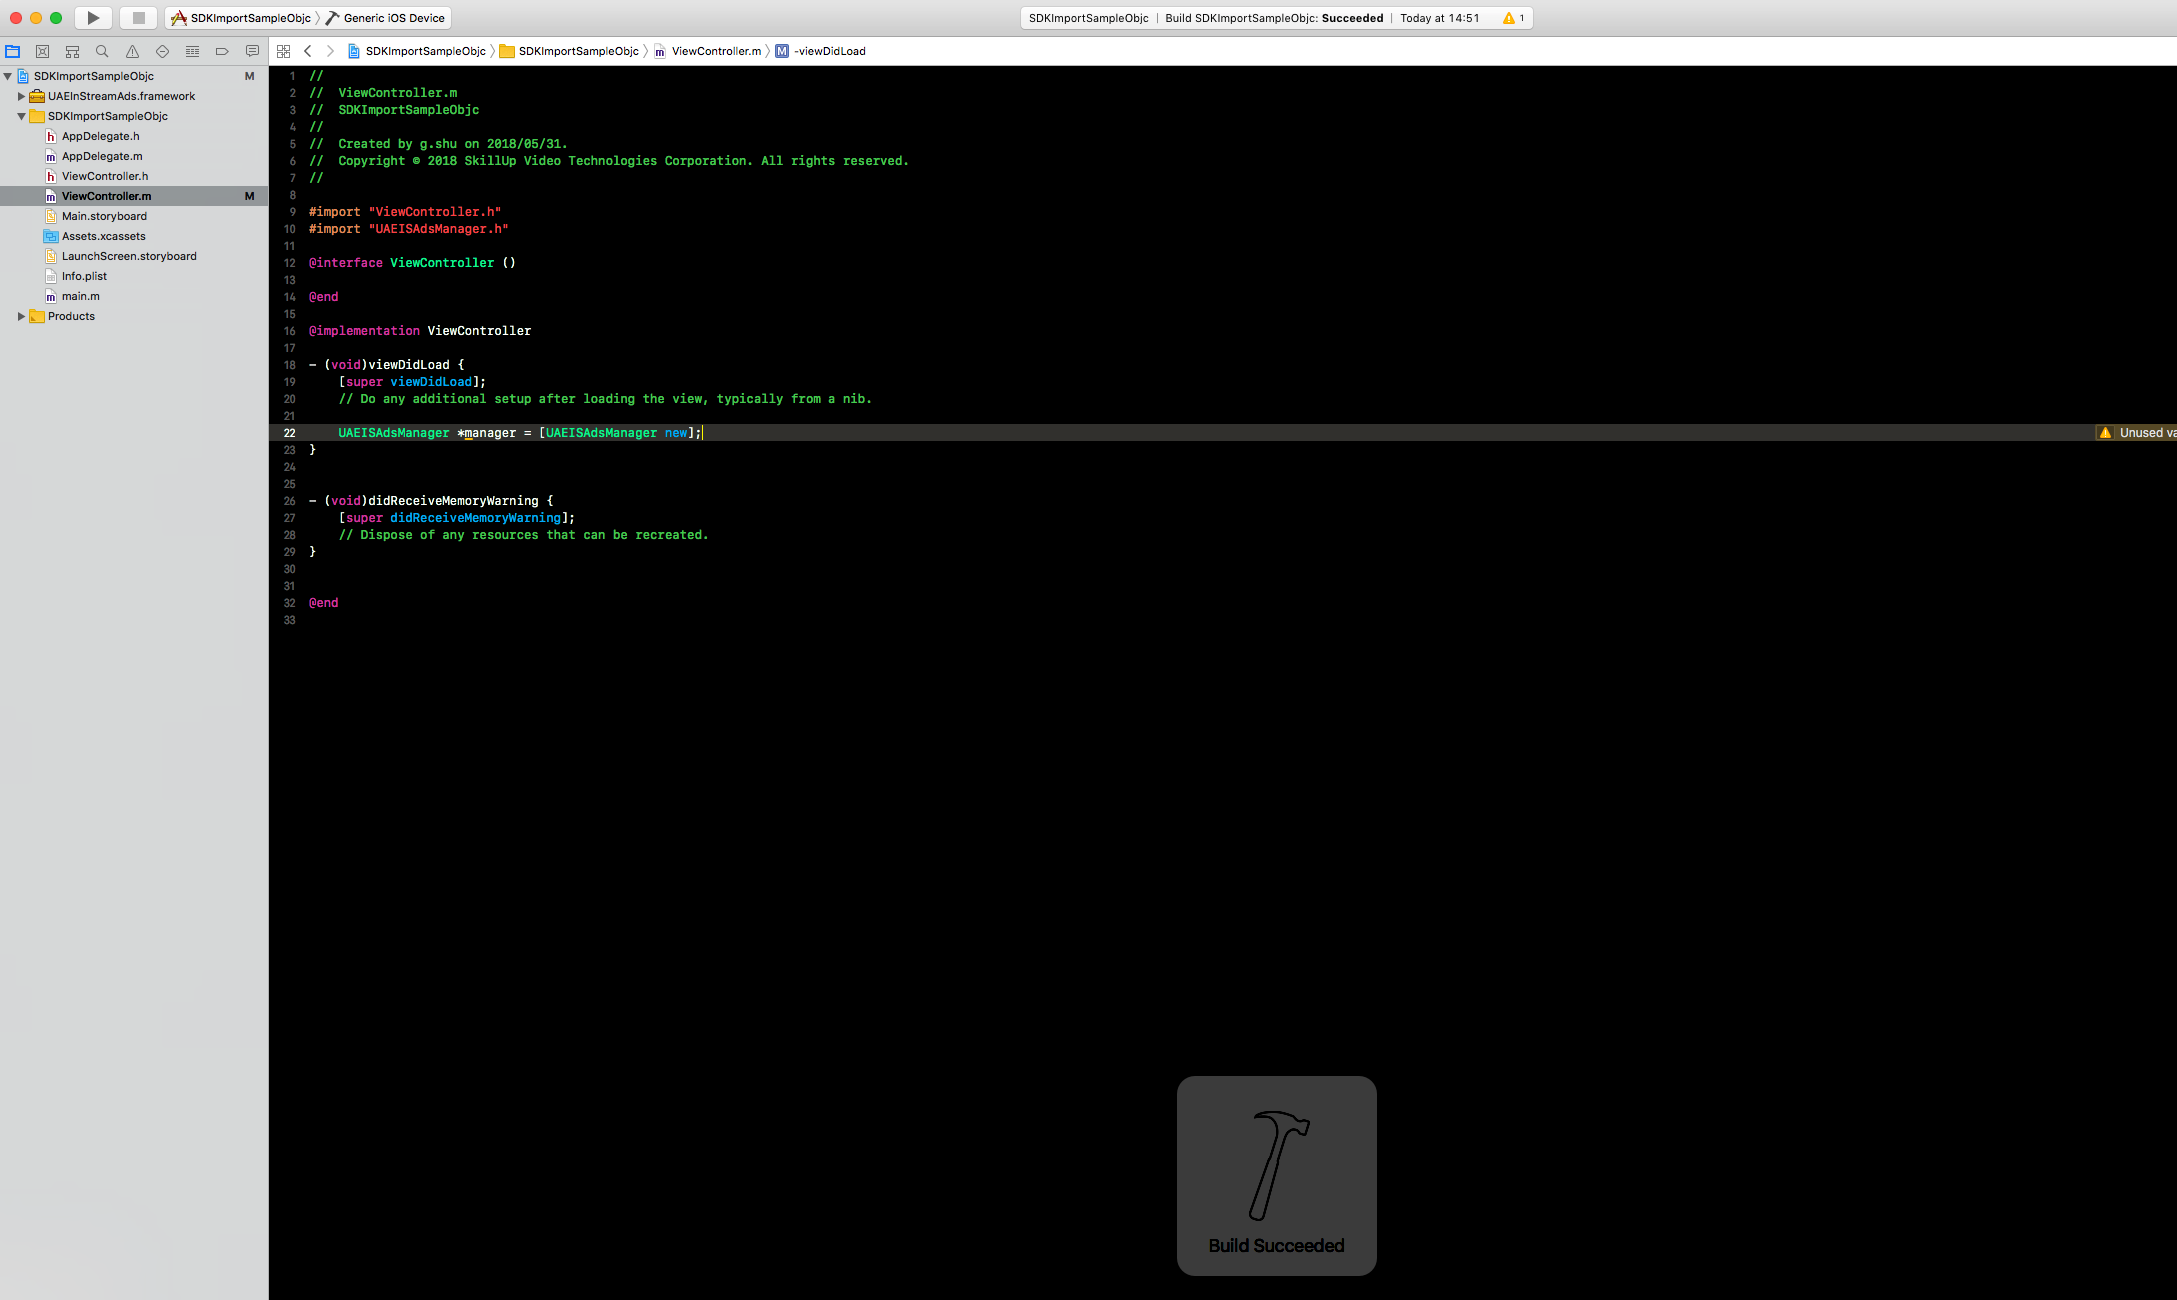 SDKImportSampleObjc Generic iOS Device
SDKImportSampleObjc | Build SDKImportSampleObjc: Succeeded | Today at 14:51 1
SDKImportSampleObjc SDKImportSampleObjc ViewController.m -viewDidLoad
SDKImportSampleObjc M
UAEInStreamAds.framework
SDKImportSampleObjc
AppDelegate.h
AppDelegate.m
ViewController.h
ViewController.m M
Main.storyboard
Assets.xcassets
LaunchScreen.storyboard
Info.plist
main.m
Products
1 //
2 //  ViewController.m
3 //  SDKImportSampleObjc
4 //
5 //  Created by g.shu on 2018/05/31.
6 //  Copyright © 2018 SkillUp Video Technologies Corporation. All rights reserved.
7 //
8
9 #import "ViewController.h"
10 #import "UAEISAdsManager.h"
11
12 @interface ViewController ()
13
14 @end
15
16 @implementation ViewController
17
18 - (void)viewDidLoad {
19     [super viewDidLoad];
20     // Do any additional setup after loading the view, typically from a nib.
21
22     UAEISAdsManager *manager = [UAEISAdsManager new]; Unused va
23 }
24
25
26 - (void)didReceiveMemoryWarning {
27     [super didReceiveMemoryWarning];
28     // Dispose of any resources that can be recreated.
29 }
30
31
32 @end
33
Build Succeeded